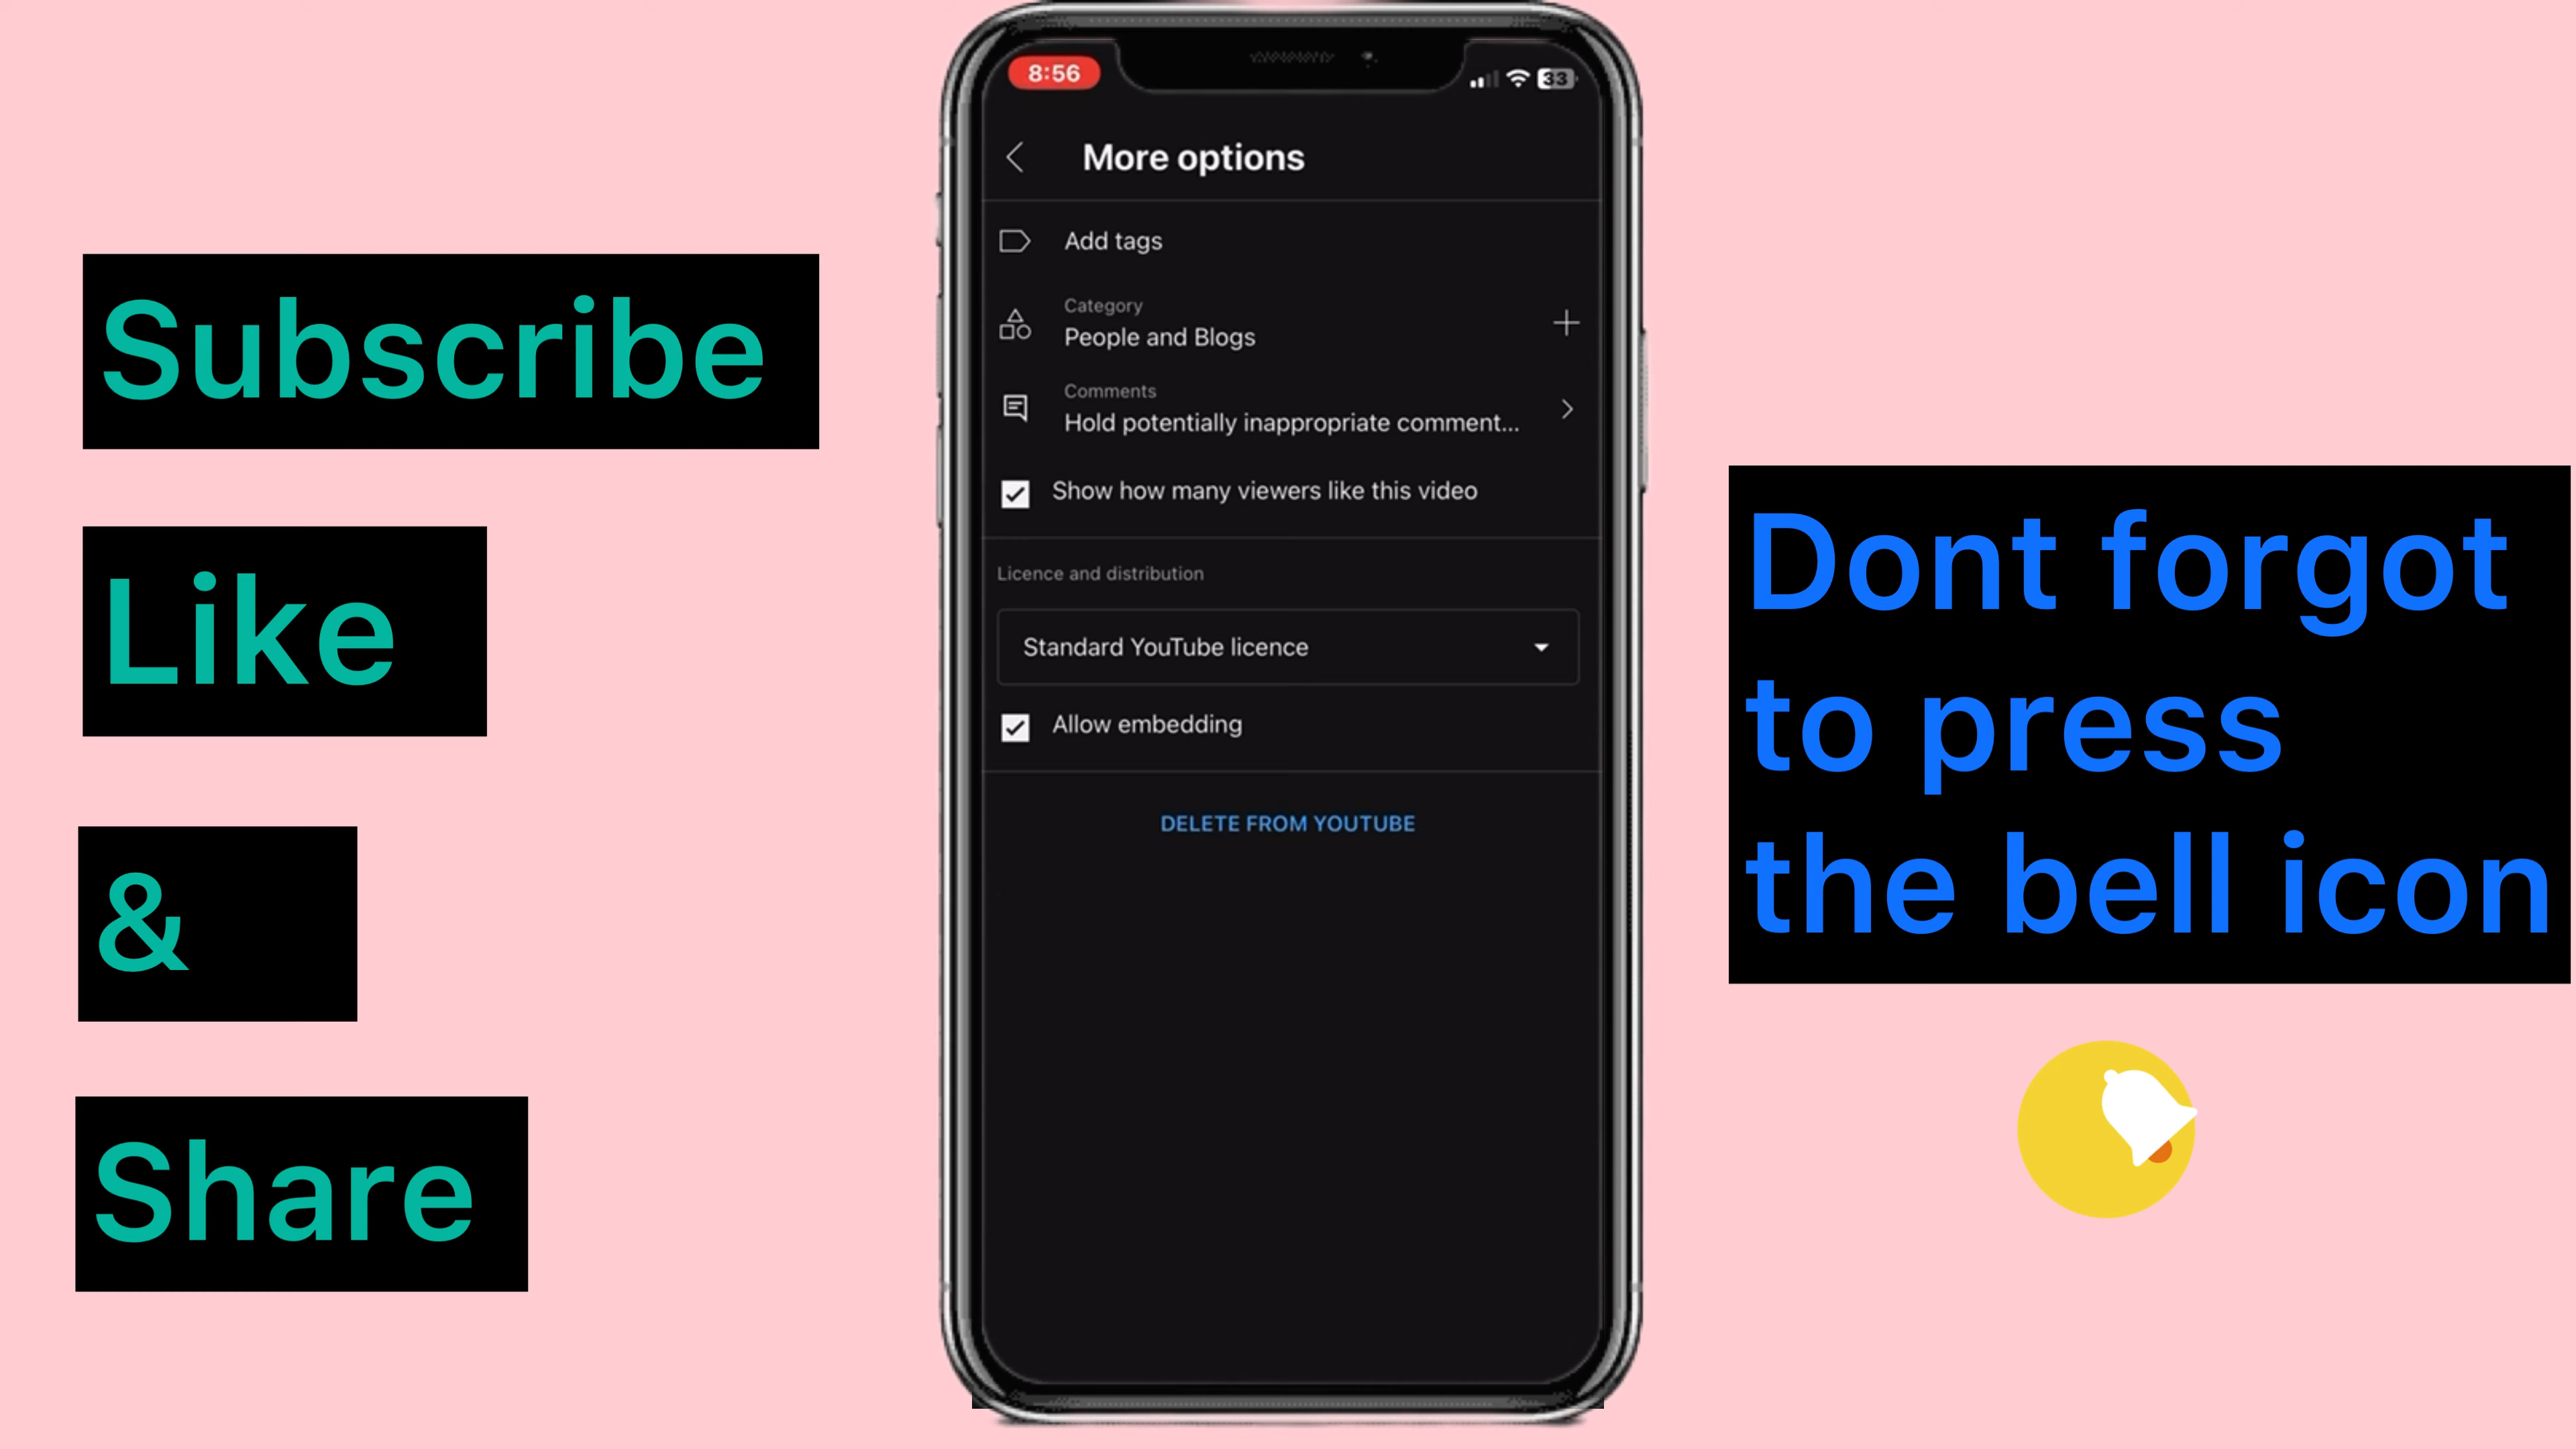 Subscribe
Like
&
Share
8:56
33
More options
Add tags
Category
People and Blogs
Comments
Hold potentially inappropriate comment...
Show how many viewers like this video
Licence and distribution
Standard YouTube licence
Allow embedding
DELETE FROM YOUTUBE
Dont forgot
to press
the bell icon